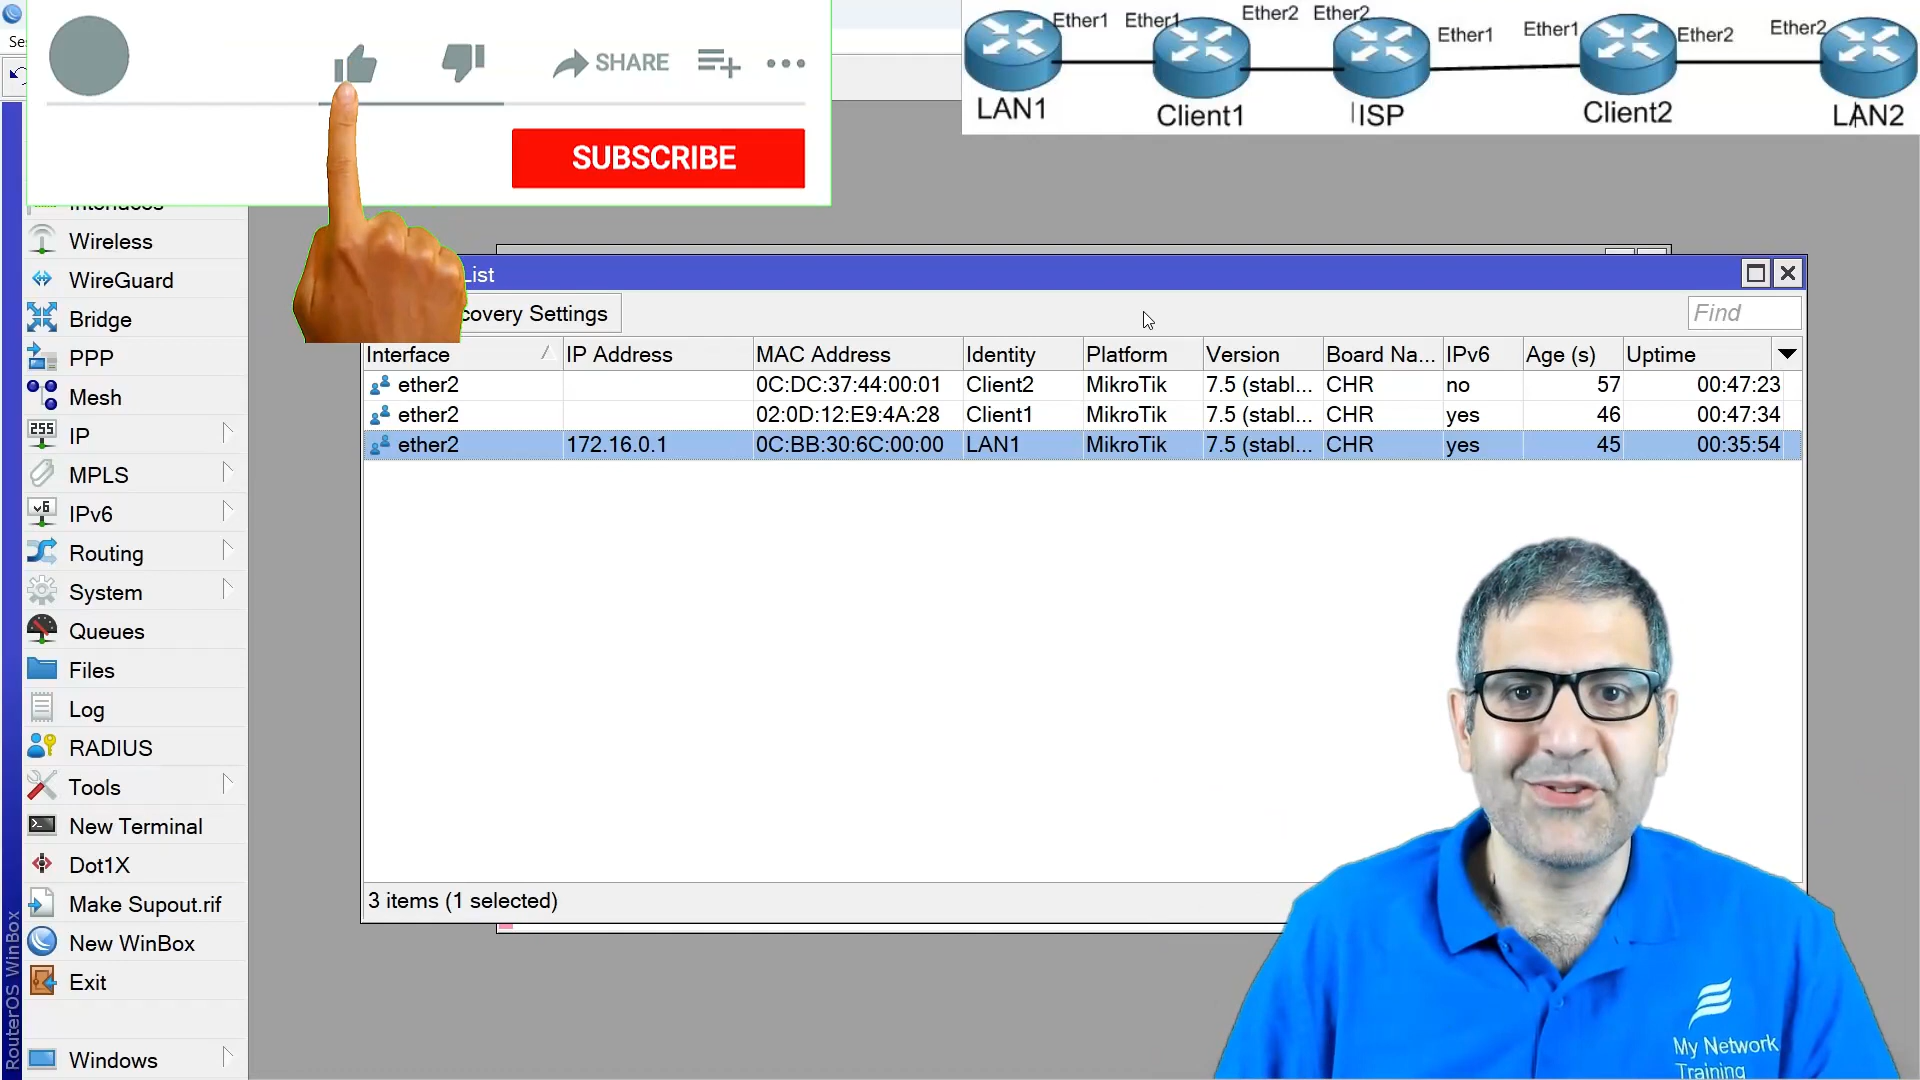 Se
SHARE
SUBSCRIBE
Ether1 Ether1 Ether2 Ether2 Ether1 Ether1 Ether2 Ether2
LAN1 Client1 ISP Client2 LAN2
Interfaces
Wireless
WireGuard
Bridge
PPP
Mesh
IP
MPLS
IPv6
Routing
System
Queues
Files
Log
RADIUS
Tools
New Terminal
Dot1X
Make Supout.rif
New WinBox
Exit
Windows
RouterOS WinBox
List
covery Settings Find
Interface IP Address MAC Address Identity Platform Version Board Na... IPv6 Age (s) Uptime
ether2 0C:DC:37:44:00:01 Client2 MikroTik 7.5 (stabl... CHR no 57 00:47:23
ether2 02:0D:12:E9:4A:28 Client1 MikroTik 7.5 (stabl... CHR yes 46 00:47:34
ether2 172.16.0.1 0C:BB:30:6C:00:00 LAN1 MikroTik 7.5 (stabl... CHR yes 45 00:35:54
3 items (1 selected)
My Network
Training